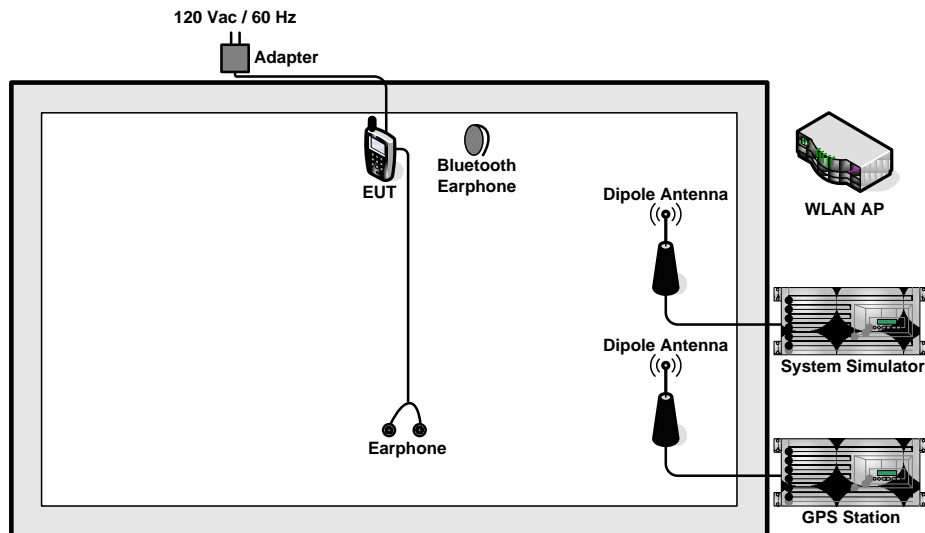 120 Vac / 60 Hz
Adapter
EUT
Bluetooth
Earphone
WLAN AP
Dipole Antenna
System Simulator
Dipole Antenna
Earphone
GPS Station